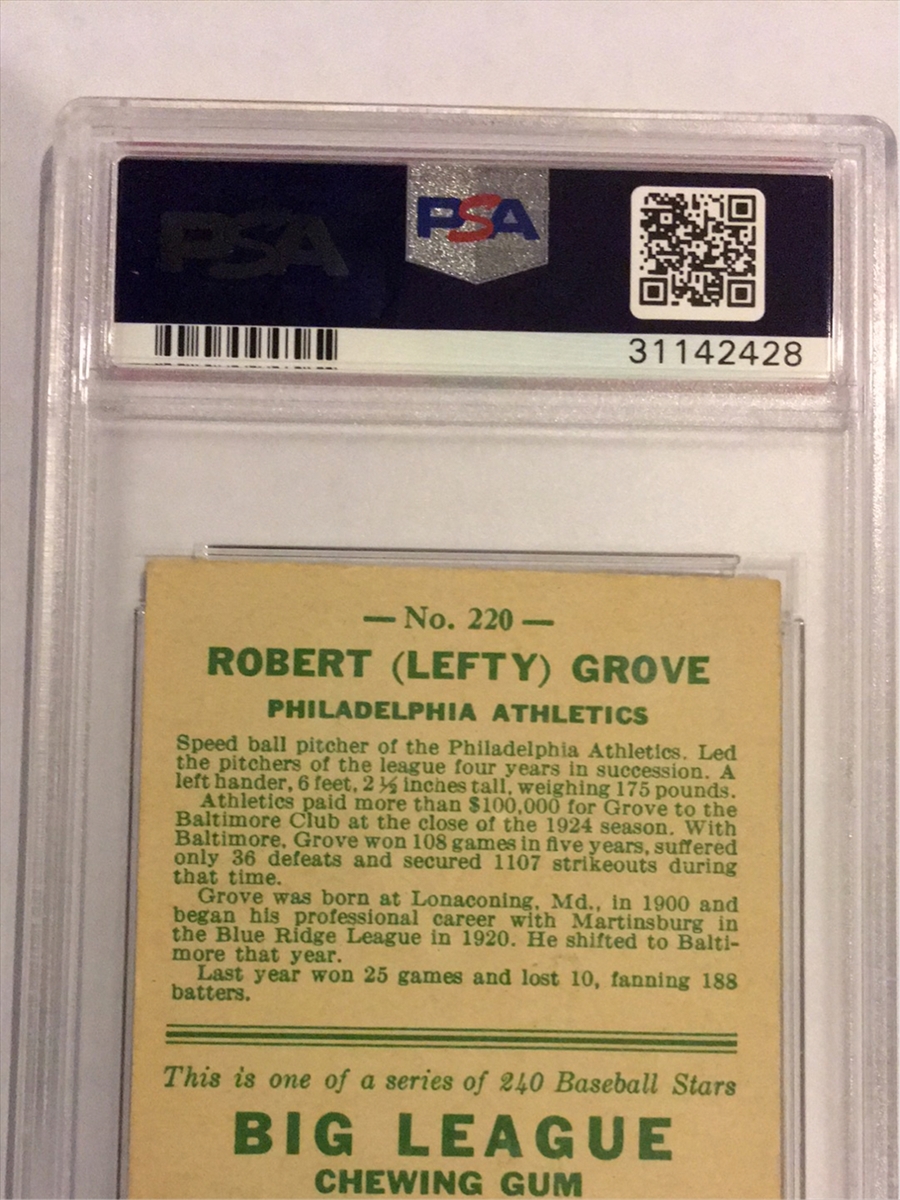 PSA
PSA
31142428
— No. 220 —
ROBERT (LEFTY) GROVE
PHILADELPHIA ATHLETICS
Speed ball pitcher of the Philadelphia Athletics. Led
the pitchers of the league four years in succession. A
left hander, 6 feet, 2 ½ inches tall, weighing 175 pounds.
Athletics paid more than $100,000 for Grove to the
Baltimore Club at the close of the 1924 season. With
Baltimore, Grove won 108 games in five years, suffered
only 36 defeats and secured 1107 strikeouts during
that time.
Grove was born at Lonaconing, Md., in 1900 and
began his professional career with Martinsburg in
the Blue Ridge League in 1920. He shifted to Balti-
more that year.
Last year won 25 games and lost 10, fanning 188
batters.
This is one of a series of 240 Baseball Stars
BIG LEAGUE
CHEWING GUM